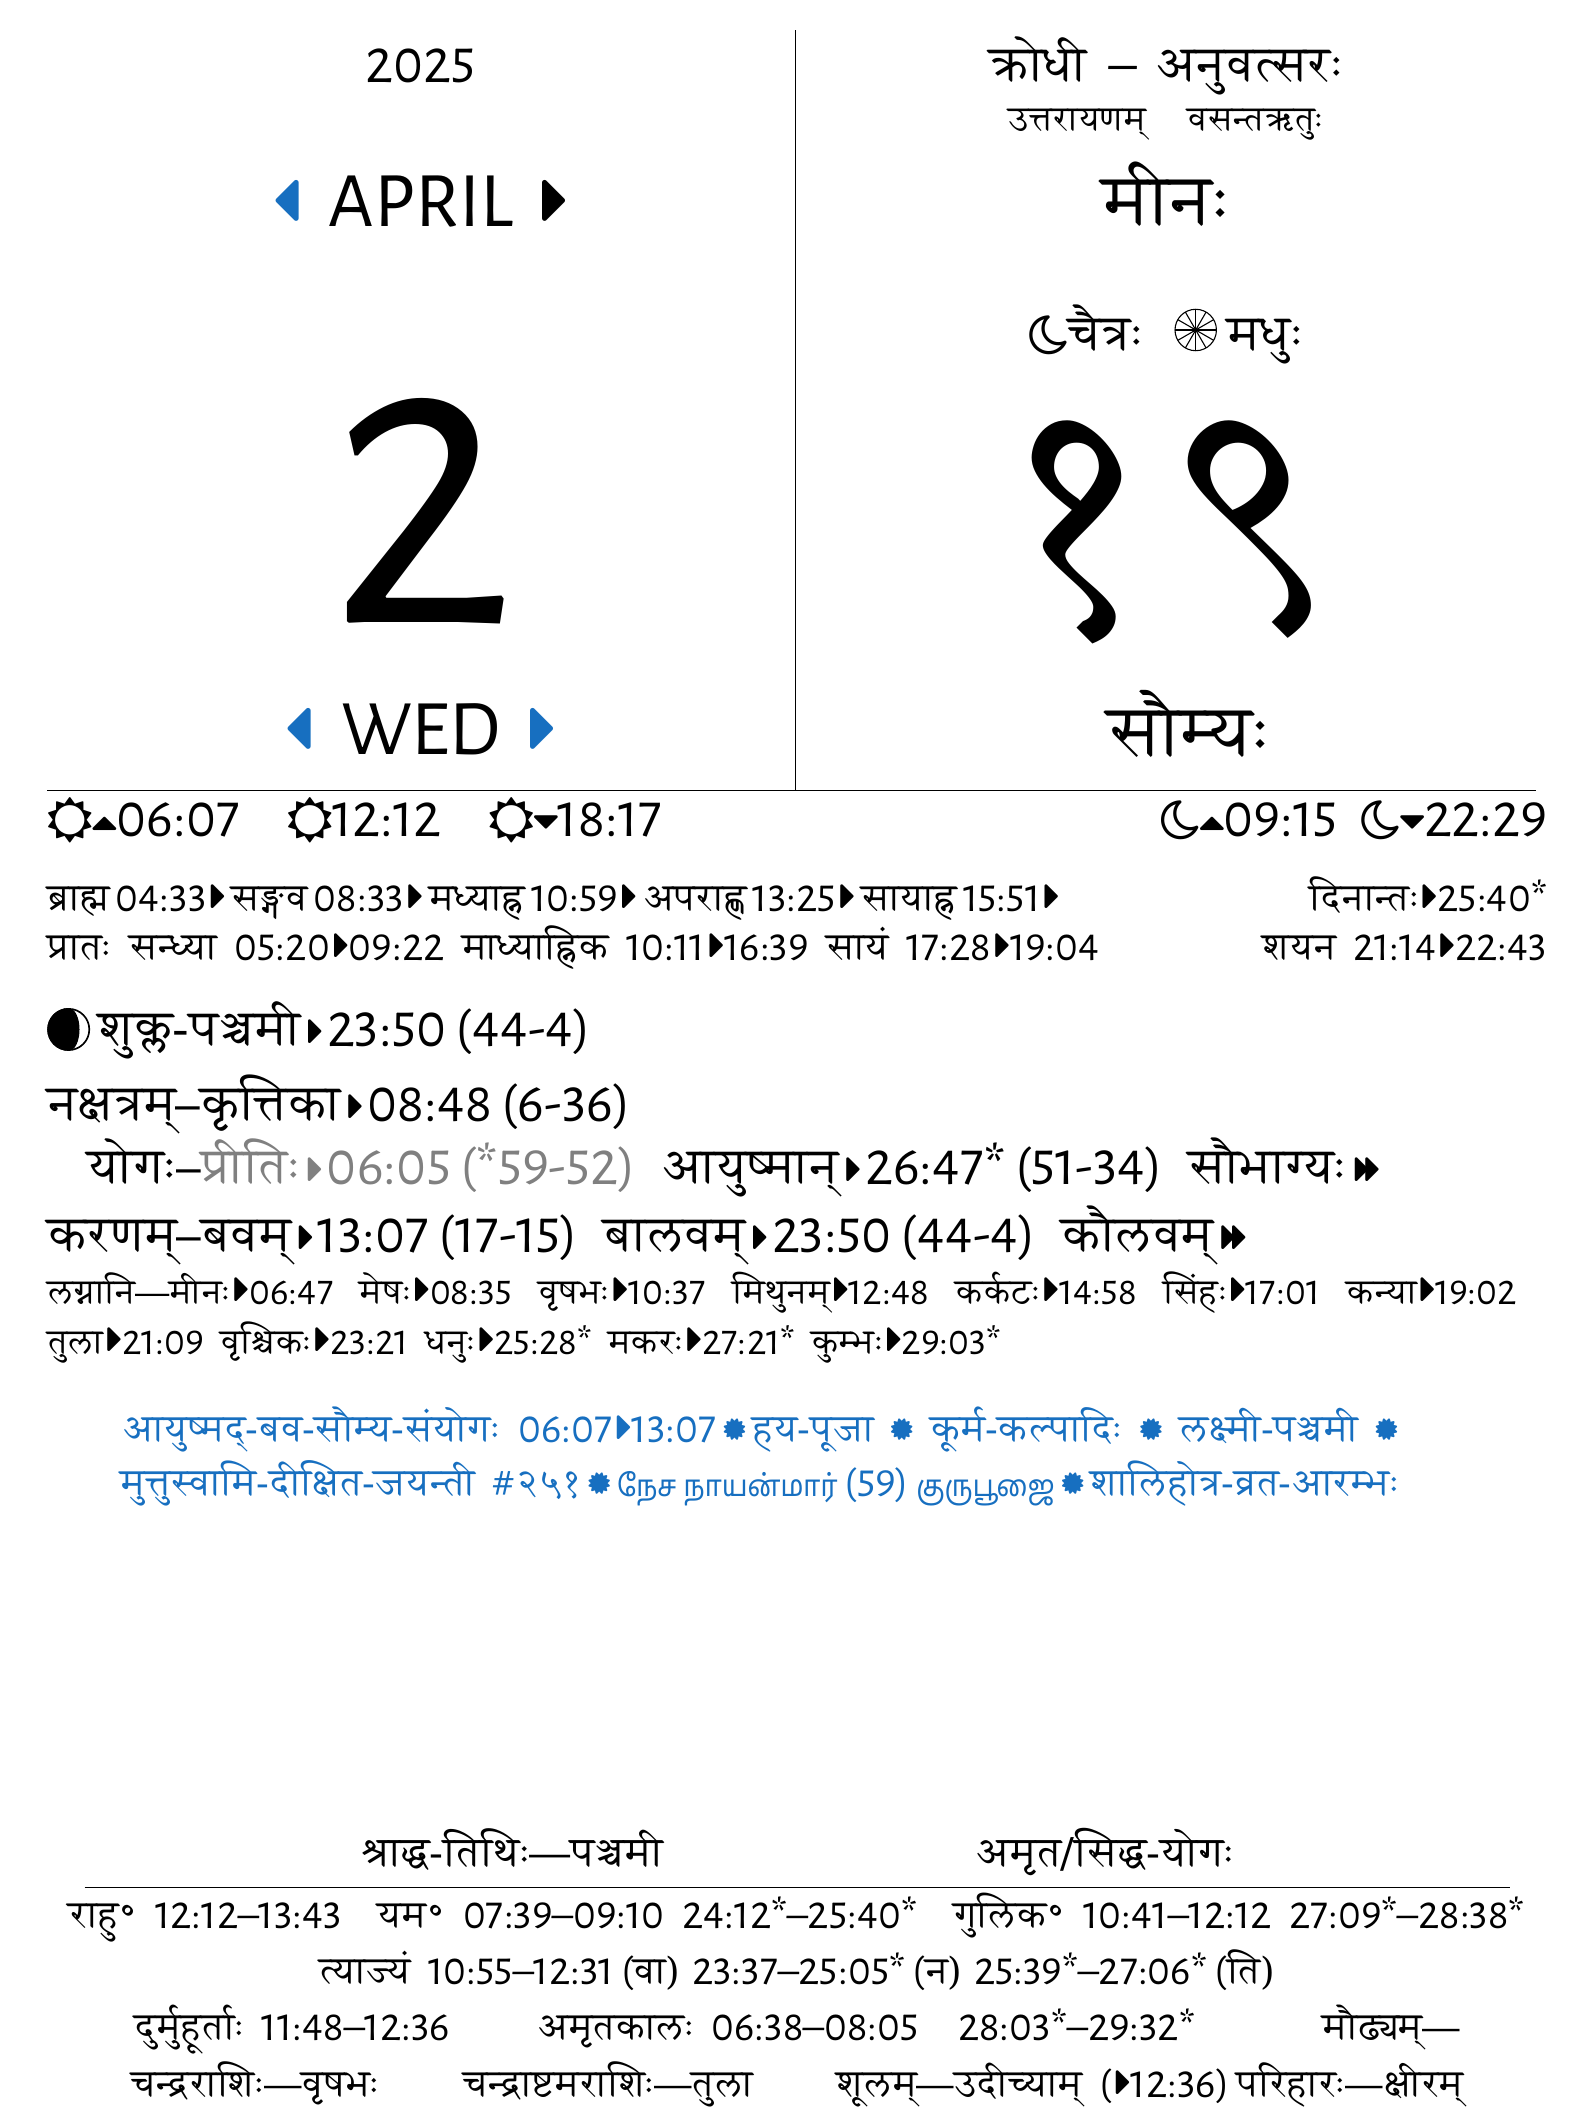 2025
APRIL
2
WED
क्रोधी – अनुवत्सरः
उत्तरायणम् वसन्तऋतुः
मीनः
चैत्रः मधुः
१९
सौम्यः
06:07 12:12 18:17 09:15 22:29
ब्राह्म 04:33 सङ्गव 08:33 मध्याह्न 10:59 अपराह्ण 13:25 सायाह्न 15:51 दिनान्तः 25:40*
प्रातः सन्ध्या 05:20 09:22 माध्याह्निक 10:11 16:39 सायं 17:28 19:04 शयन 21:14 22:43
शुक्ल-पञ्चमी 23:50 (44-4)
नक्षत्रम्–कृत्तिका 08:48 (6-36)
योगः–प्रीतिः 06:05 (*59-52) आयुष्मान् 26:47* (51-34) सौभाग्यः
करणम्–बवम् 13:07 (17-15) बालवम् 23:50 (44-4) कौलवम्
लग्नानि—मीनः 06:47 मेषः 08:35 वृषभः 10:37 मिथुनम् 12:48 कर्कटः 14:58 सिंहः 17:01 कन्या 19:02
तुला 21:09 वृश्चिकः 23:21 धनुः 25:28* मकरः 27:21* कुम्भः 29:03*
आयुष्मद्-बव-सौम्य-संयोगः 06:07 13:07 हय-पूजा कूर्म-कल्पादिः लक्ष्मी-पञ्चमी
मुत्तुस्वामि-दीक्षित-जयन्ती #२५१ நேச நாயன்மார் (59) குருபூஜை शालिहोत्र-व्रत-आरम्भः
श्राद्ध-तिथिः—पञ्चमी अमृत/सिद्ध-योगः
राहु॰ 12:12–13:43 यम॰ 07:39–09:10 24:12*–25:40* गुलिक॰ 10:41–12:12 27:09*–28:38*
त्याज्यं 10:55–12:31 (वा) 23:37–25:05* (न) 25:39*–27:06* (ति)
दुर्मुहूर्ताः 11:48–12:36 अमृतकालः 06:38–08:05 28:03*–29:32* मौढ्यम्—
चन्द्रराशिः—वृषभः चन्द्राष्टमराशिः—तुला शूलम्—उदीच्याम् (12:36) परिहारः—क्षीरम्